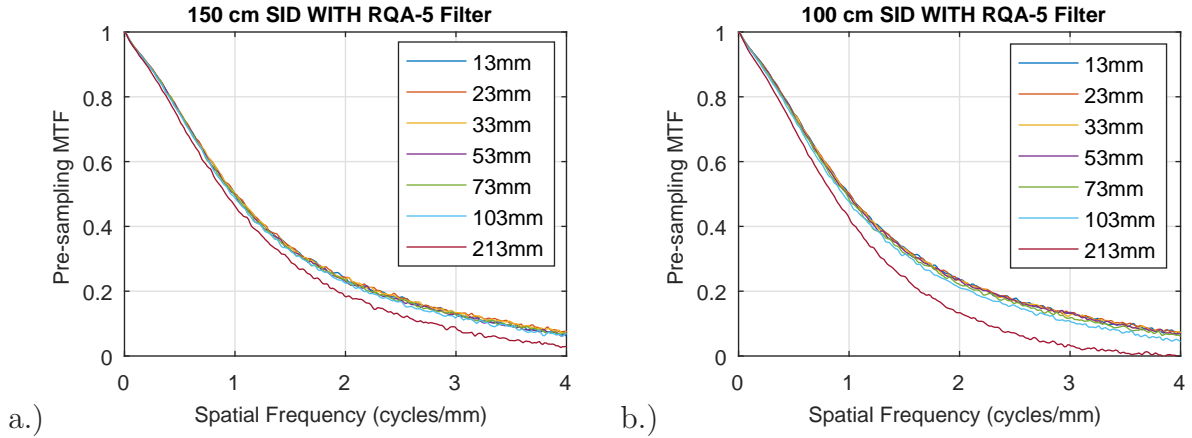 150 cm SID WITH RQA-5 Filter
1
0.8
0.6
0.4
0.2
0
Pre-sampling MTF
13mm
23mm
33mm
53mm
73mm
103mm
213mm
0 1 2 3 4
Spatial Frequency (cycles/mm)
a.)
100 cm SID WITH RQA-5 Filter
1
0.8
0.6
0.4
0.2
0
Pre-sampling MTF
13mm
23mm
33mm
53mm
73mm
103mm
213mm
0 1 2 3 4
Spatial Frequency (cycles/mm)
b.)